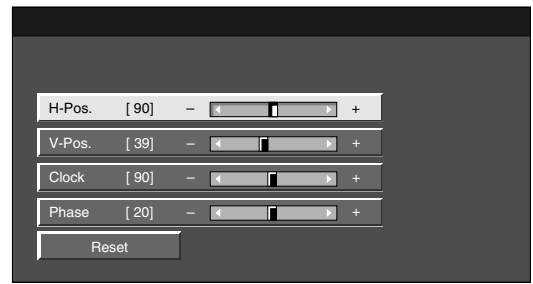 H-Pos. [ 90] – +
V-Pos. [ 39] – +
Clock [ 90] – +
Phase [ 20] – +
Reset